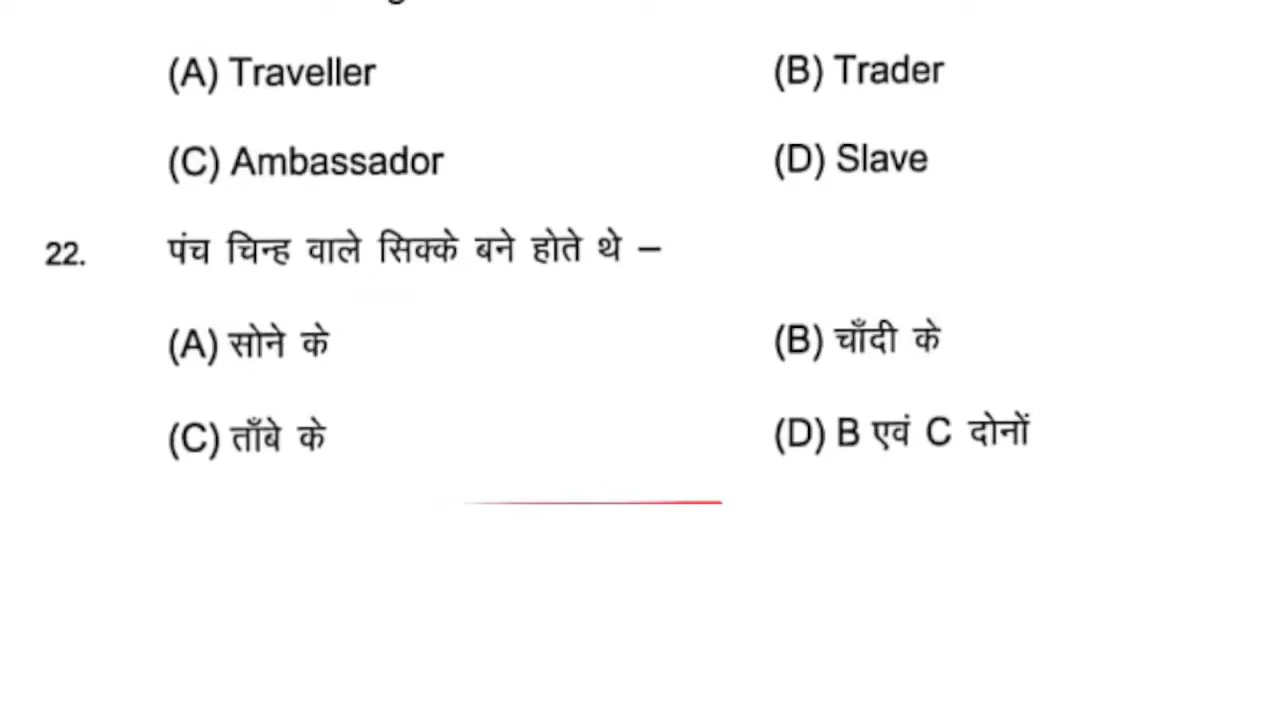 (A) Traveller (B) Trader
(C) Ambassador (D) Slave
22. पंच चिन्ह वाले सिक्के बने होते थे –
(A) सोने के (B) चाँदी के
(C) ताँबे के (D) B एवं C दोनों